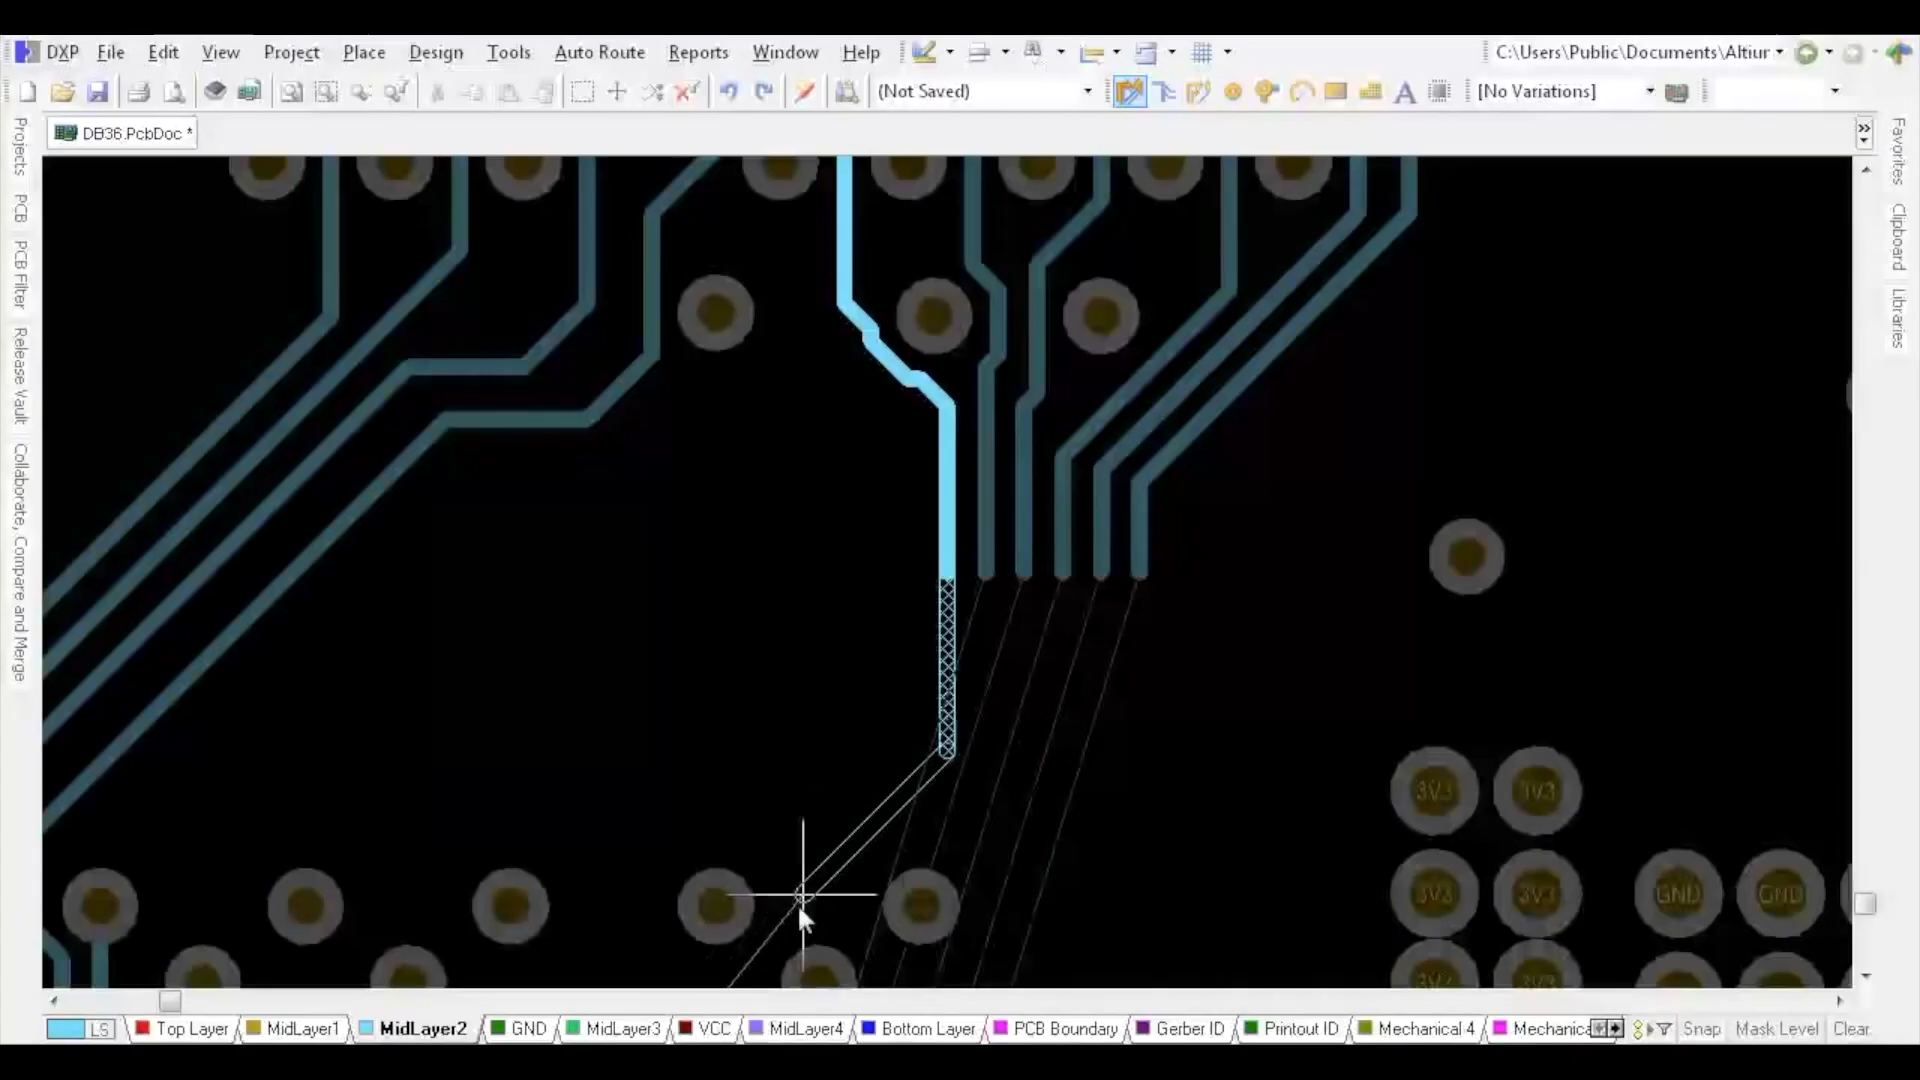 DXP File Edit View Project Place Design Tools Auto Route Reports Window Help C:\Users\Public\Documents\Altiur
(Not Saved) [No Variations]
DB36.PcbDoc *
Projects
PCB
PCB Filter
Release Vault
Collaborate, Compare and Merge
Favorites
Clipboard
Libraries
3V3 3V3
3V3 3V3 GND GND
LS Top Layer MidLayer1 MidLayer2 GND MidLayer3 VCC MidLayer4 Bottom Layer PCB Boundary Gerber ID Printout ID Mechanical 4 Mechanica Snap Mask Level Clear